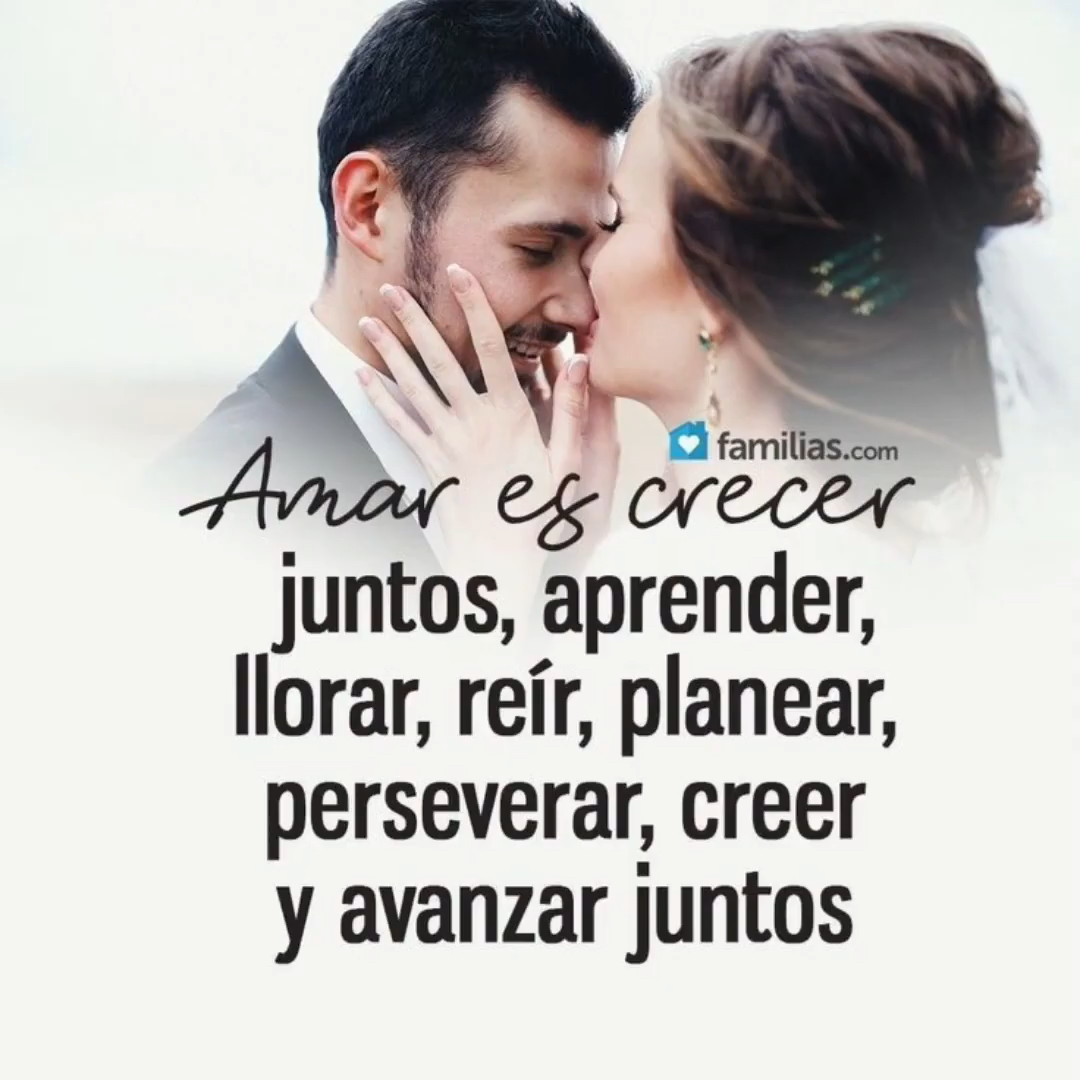 familias.com
Amar es crecer
juntos, aprender,
llorar, reír, planear,
perseverar, creer
y avanzar juntos